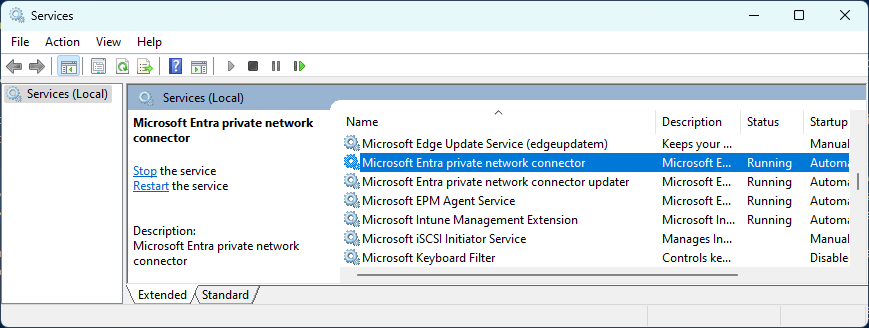 Services
File Action View Help
Services (Local)
Services (Local)
Microsoft Entra private network
connector
Stop the service
Restart the service
Description:
Microsoft Entra private network
connector
Name Description Status Startup
Microsoft Edge Update Service (edgeupdatem) Keeps your ... Manual
Microsoft Entra private network connector Microsoft E... Running Automa
Microsoft Entra private network connector updater Microsoft E... Running Automa
Microsoft EPM Agent Service Microsoft E... Running Automa
Microsoft Intune Management Extension Microsoft In... Running Automa
Microsoft iSCSI Initiator Service Manages In... Manual
Microsoft Keyboard Filter Controls ke... Disable
Extended Standard